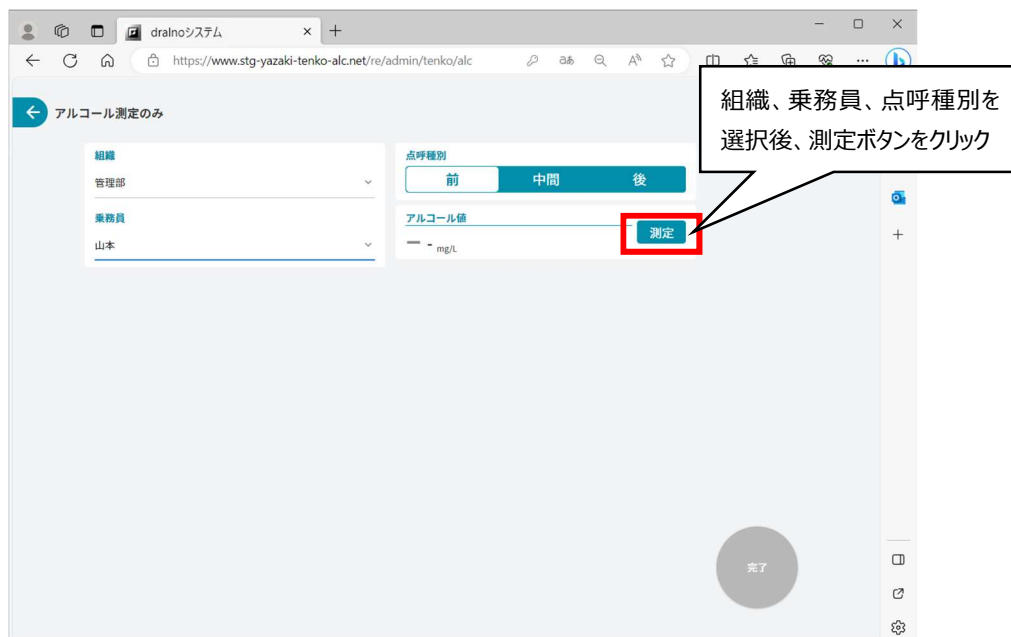 dralnoシステム
https://www.stg-yazaki-tenko-alc.net/re/admin/tenko/alc
aあ
A
組織、乗務員、点呼種別を
選択後、測定ボタンをクリック
アルコール測定のみ
組織
管理部
点呼種別
前 中間 後
乗務員
山本
アルコール値
— - mg/L
測定
完了